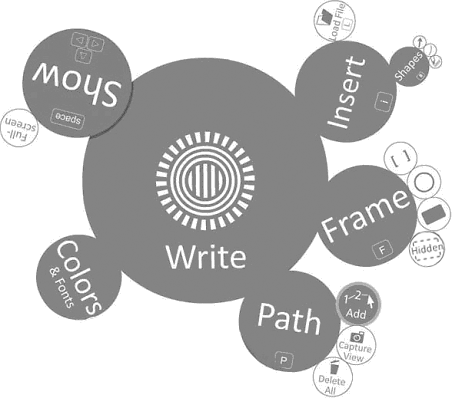 Load File
L
Show
space
Full-
screen
Insert
i
Shapes
s
Frame
F
[ ]
Hidden
Write
Colors
& Fonts
Path
P
1 2
Add
Capture
View
Delete
All